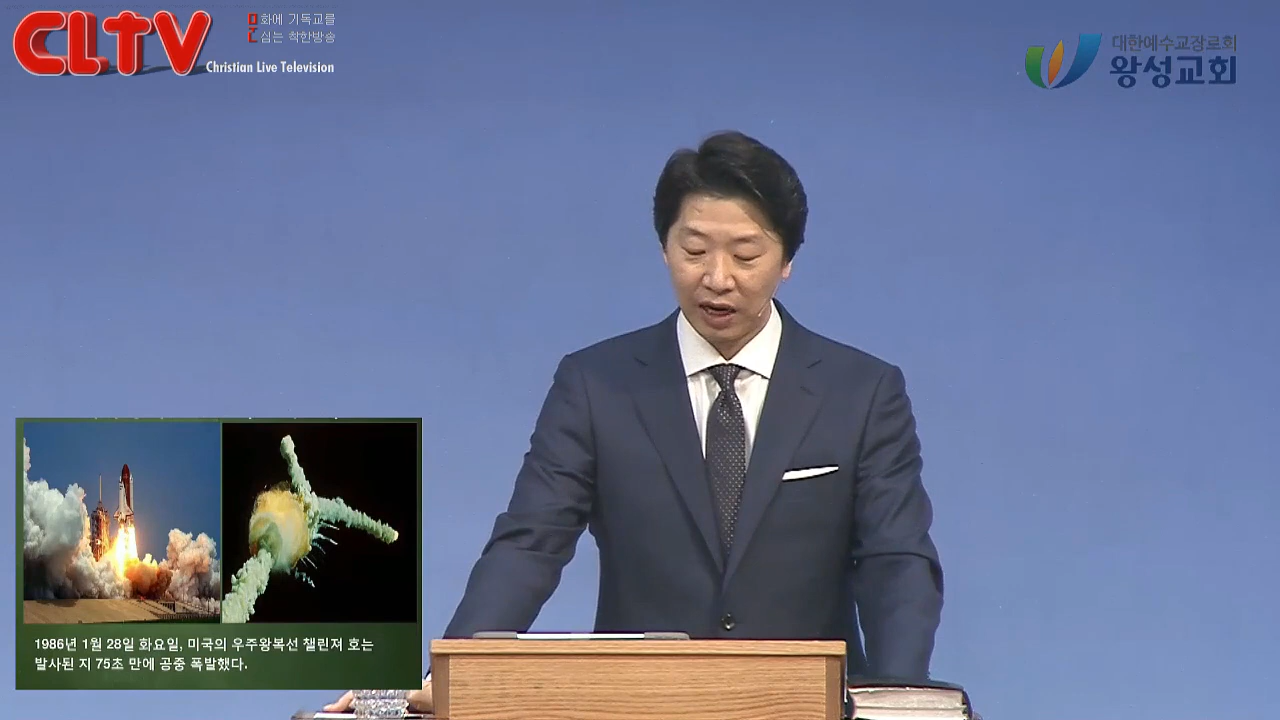 CLTV
문화에 기독교를
심는 착한방송
Christian Live Television
대한예수교장로회
왕성교회
1986년 1월 28일 화요일, 미국의 우주왕복선 챌린져 호는
발사된 지 75초 만에 공중 폭발했다.